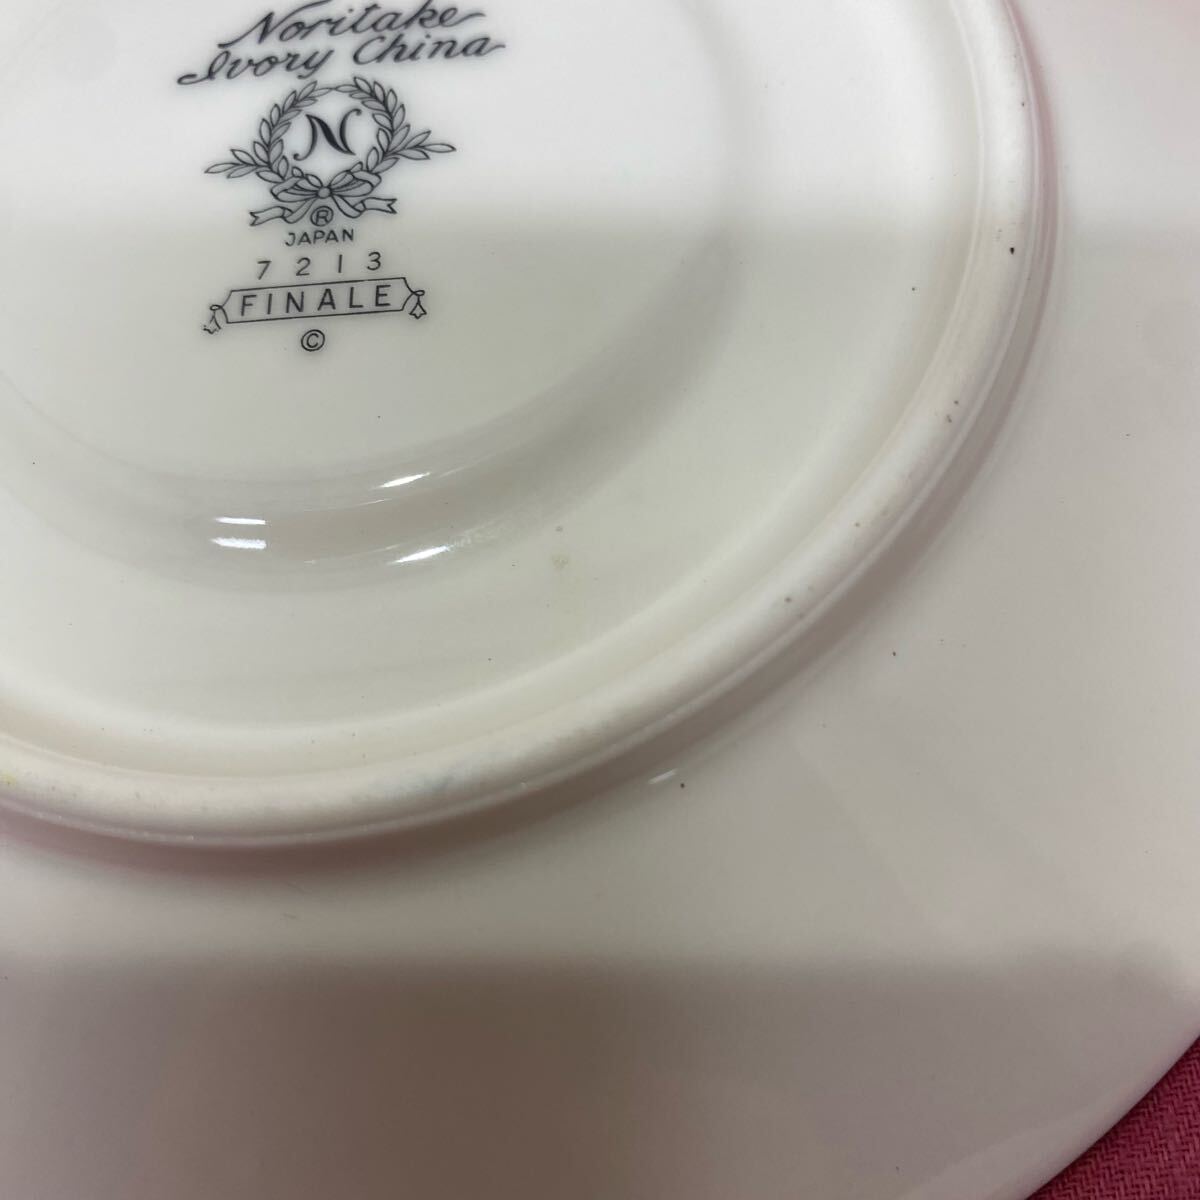 Noritake
Ivory China
N
®
JAPAN
7213
FINALE
©